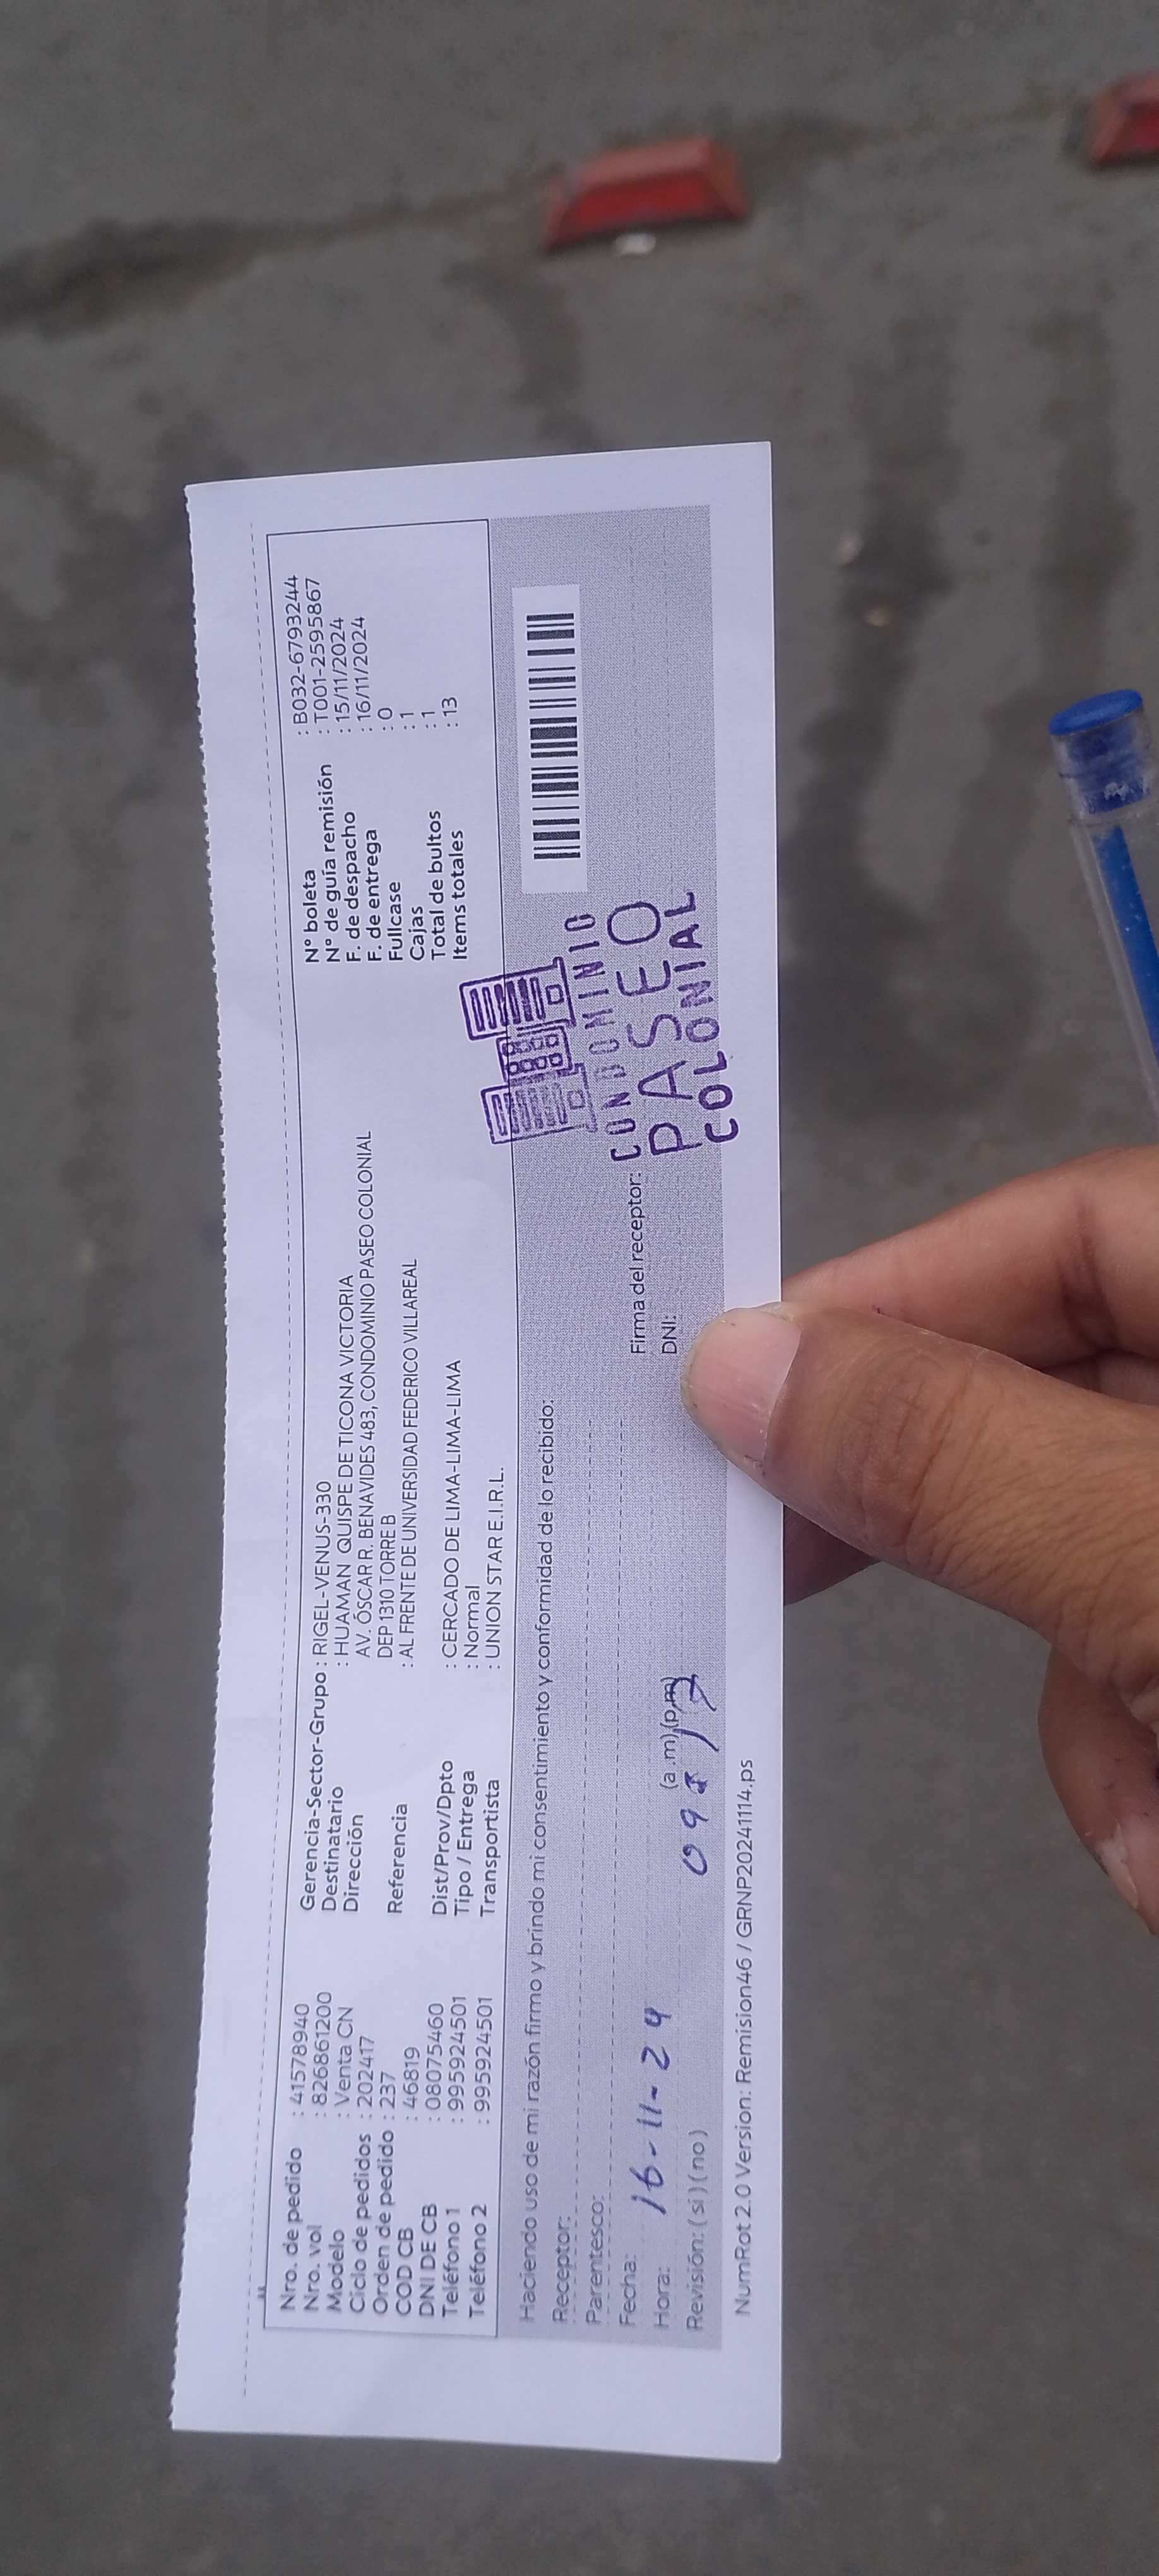 Nro. de pedido : 41578940
Nro. vol : 826861200
Modelo : Venta CN
Ciclo de pedidos : 202417
Orden de pedido : 237
COD CB : 46819
DNI DE CB : 08075460
Teléfono 1 : 995924501
Teléfono 2 : 995924501
Gerencia-Sector-Grupo : RIGEL-VENUS-330
Destinatario : HUAMAN QUISPE DE TICONA VICTORIA
Dirección AV. ÓSCAR R. BENAVIDES 483, CONDOMINIO PASEO COLONIAL
DEP 1310 TORRE B
Referencia : AL FRENTE DE UNIVERSIDAD FEDERICO VILLAREAL
Dist/Prov/Dpto : CERCADO DE LIMA-LIMA-LIMA
Tipo / Entrega : Normal
Transportista : UNION STAR E.I.R.L.
N° boleta : B032-6793244
N° de guía remisión : T001-2595867
F. de despacho : 15/11/2024
F. de entrega : 16/11/2024
Fullcase : 0
Cajas : 1
Total de bultos : 1
Items totales : 13
Haciendo uso de mi razón firmo y brindo mi consentimiento y conformidad de lo recibido:
Receptor:
Parentesco:
Fecha: 16-11-24
Hora: (a.m),(p.m)
Revisión: ( si ) ( no )
Firma del receptor:
DNI:
CONDOMINIO
PASEO
COLONIAL
NumRot 2.0 Version: Remision46 / GRNP20241114.ps